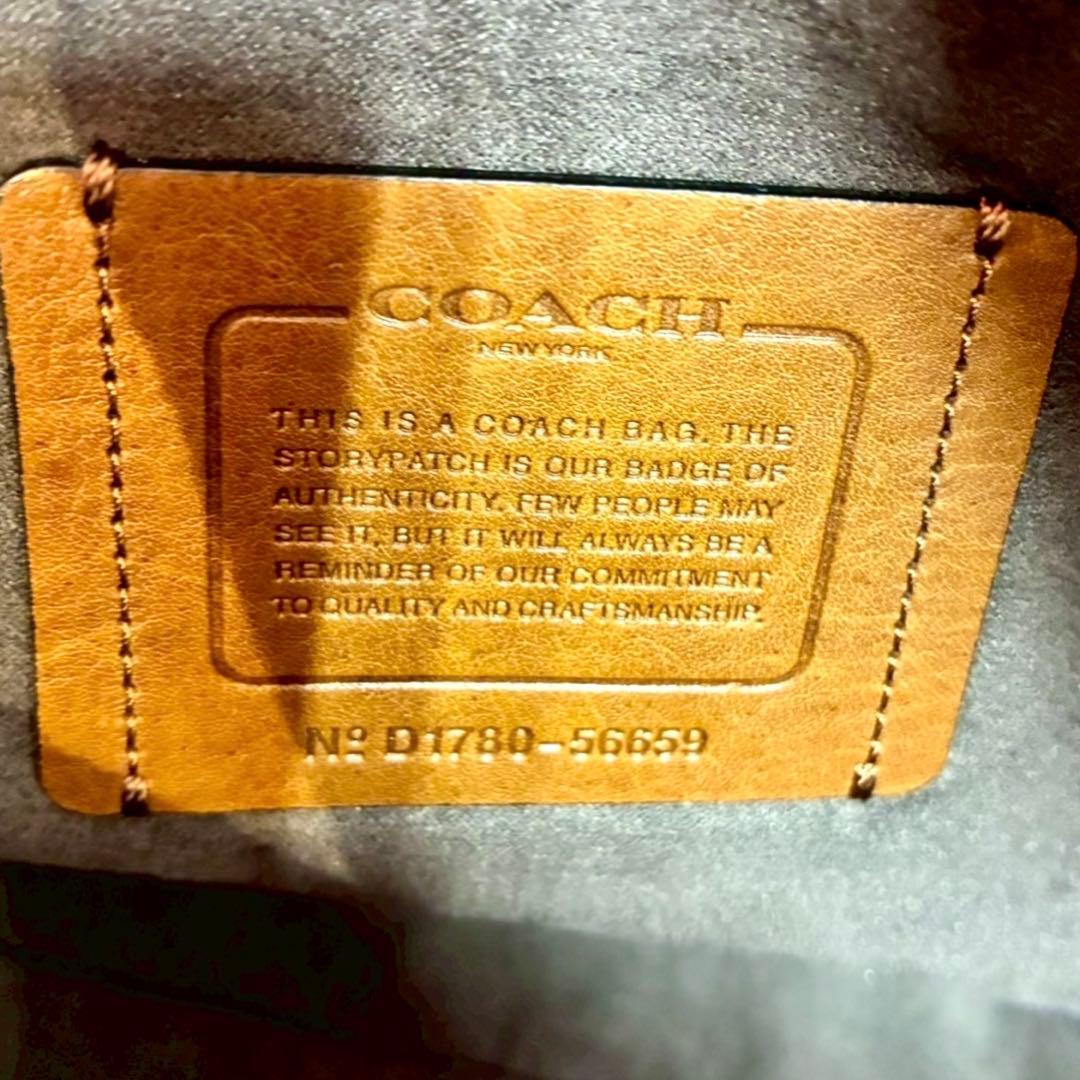 COACH
NEW YORK
THIS IS A COACH BAG. THE
STORYPATCH IS OUR BADGE OF
AUTHENTICITY. FEW PEOPLE MAY
SEE IT, BUT IT WILL ALWAYS BE A
REMINDER OF OUR COMMITMENT
TO QUALITY AND CRAFTSMANSHIP.
Nº D1780-56659